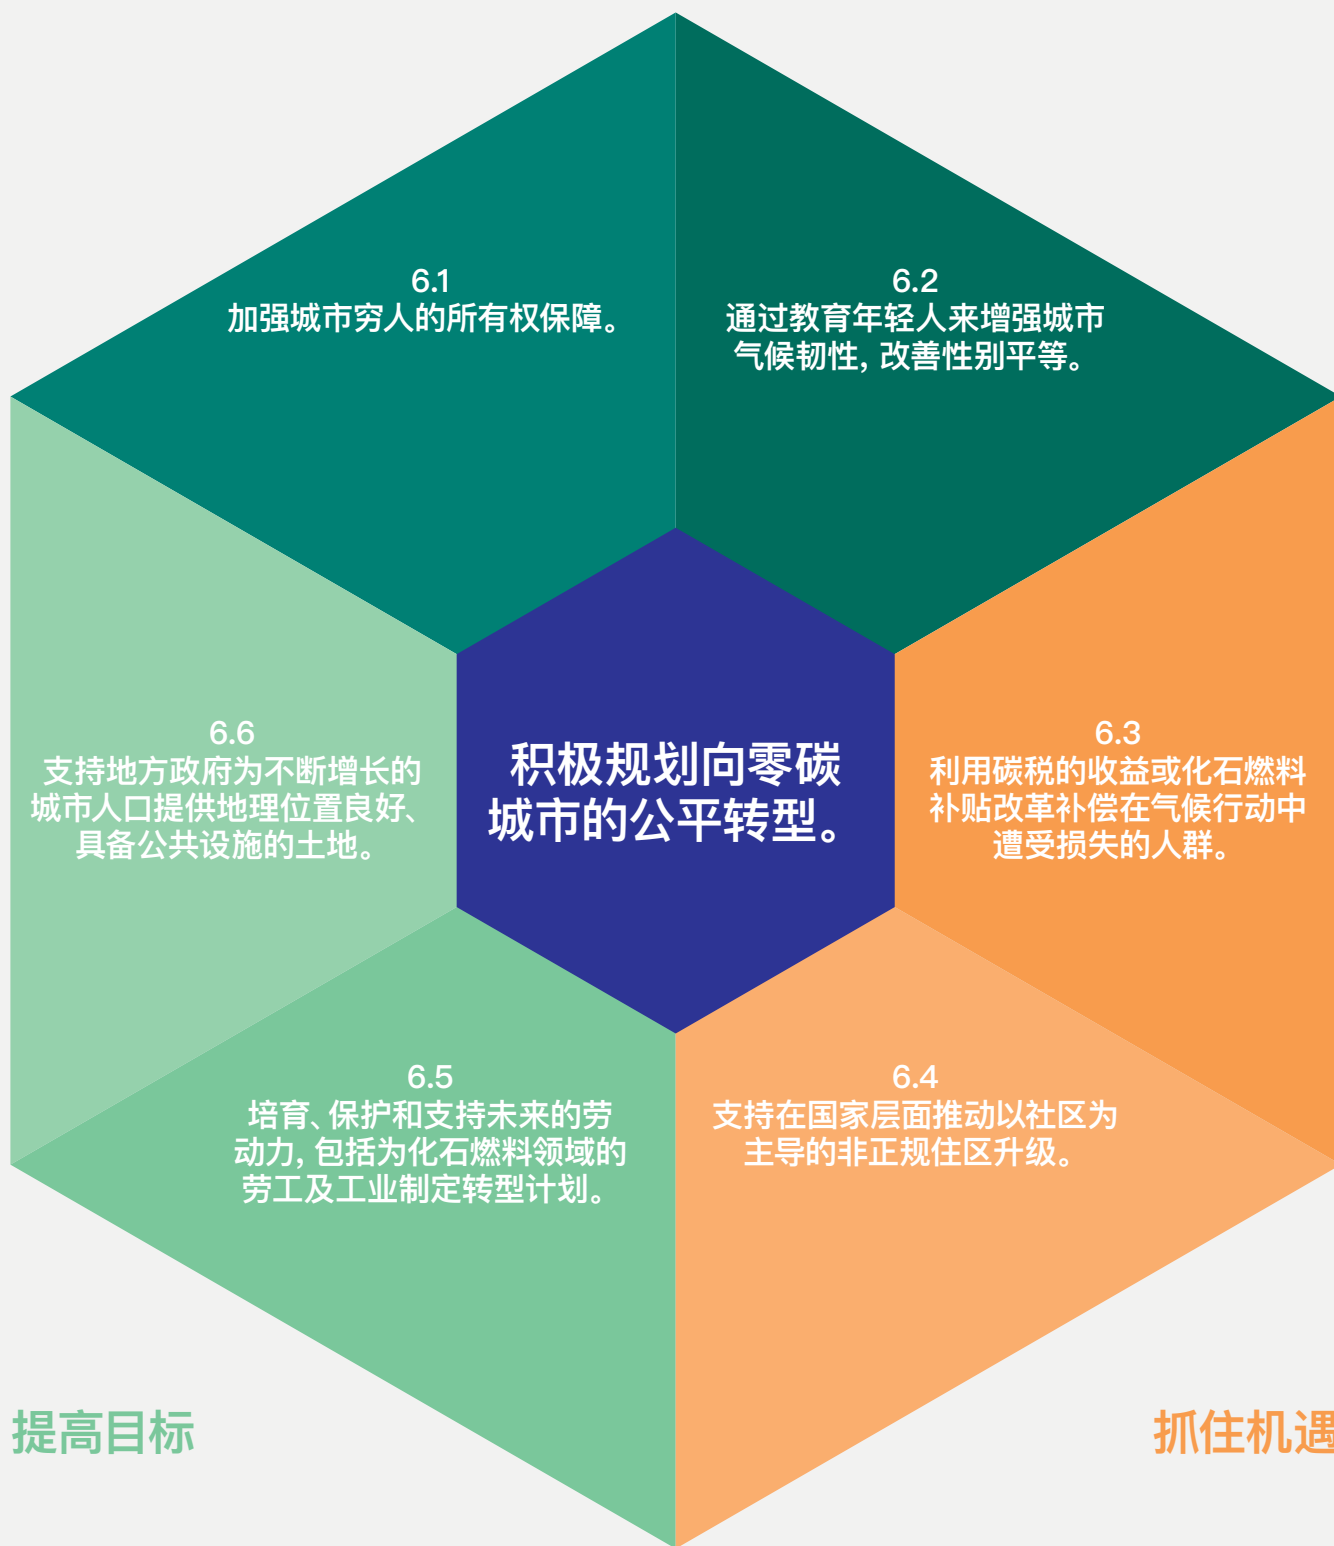 6.1
加强城市穷人的所有权保障。
6.2
通过教育年轻人来增强城市
气候韧性, 改善性别平等。
6.6
支持地方政府为不断增长的
城市人口提供地理位置良好、
具备公共设施的土地。
积极规划向零碳
城市的公平转型。
6.3
利用碳税的收益或化石燃料
补贴改革补偿在气候行动中
遭受损失的人群。
6.5
培育、保护和支持未来的劳
动力, 包括为化石燃料领域的
劳工及工业制定转型计划。
6.4
支持在国家层面推动以社区为
主导的非正规住区升级。
提高目标
抓住机遇